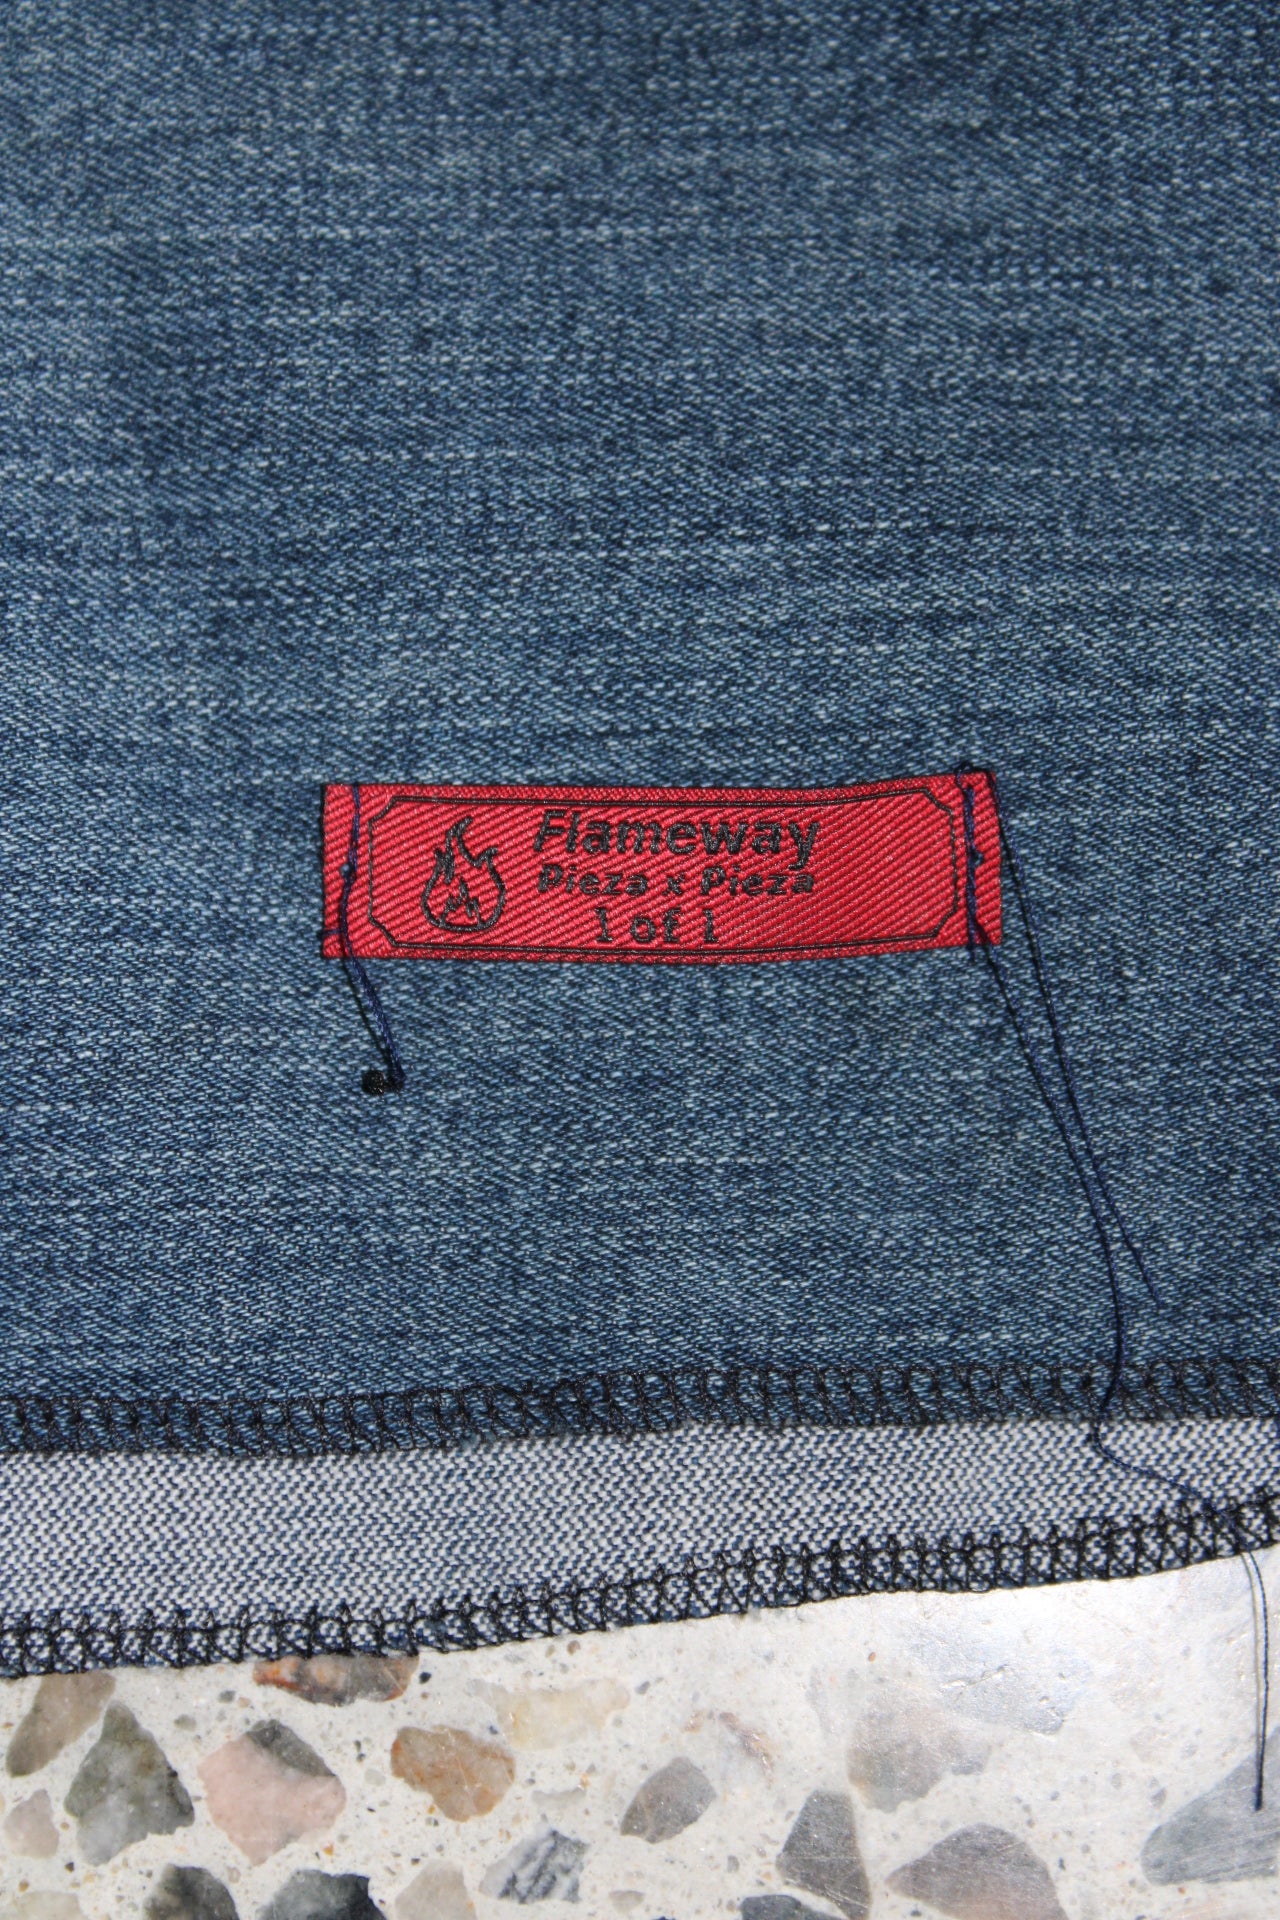 Flameway
Pieza x Pieza
1 of 1